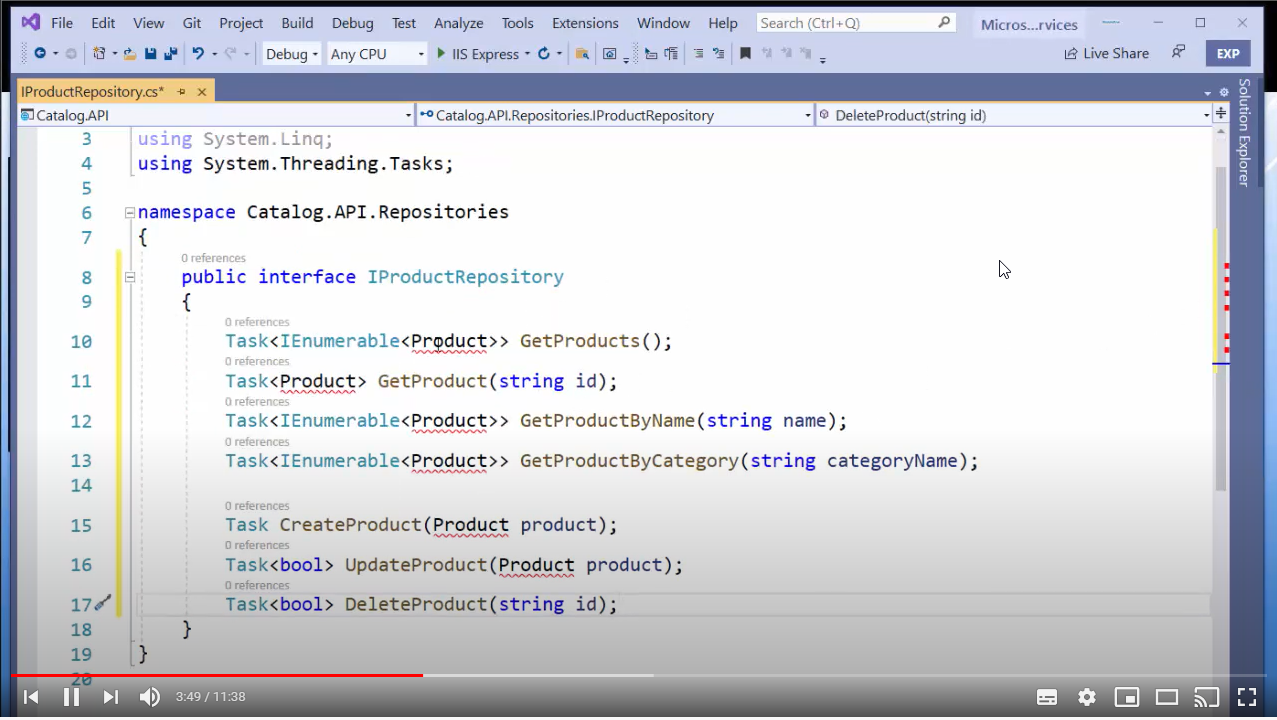 File Edit View Git Project Build Debug Test Analyze Tools Extensions Window Help Search (Ctrl+Q) Micros...rvices
Debug Any CPU IIS Express Live Share EXP
IProductRepository.cs*
Catalog.API Catalog.API.Repositories.IProductRepository DeleteProduct(string id)
Solution Explorer
3 using System.Linq;
4 using System.Threading.Tasks;
5
6 namespace Catalog.API.Repositories
7 {
0 references
8 public interface IProductRepository
9 {
0 references
10 Task<IEnumerable<Product>> GetProducts();
0 references
11 Task<Product> GetProduct(string id);
0 references
12 Task<IEnumerable<Product>> GetProductByName(string name);
0 references
13 Task<IEnumerable<Product>> GetProductByCategory(string categoryName);
14
0 references
15 Task CreateProduct(Product product);
0 references
16 Task<bool> UpdateProduct(Product product);
0 references
17 Task<bool> DeleteProduct(string id);
18 }
19 }
20
3:49 / 11:38